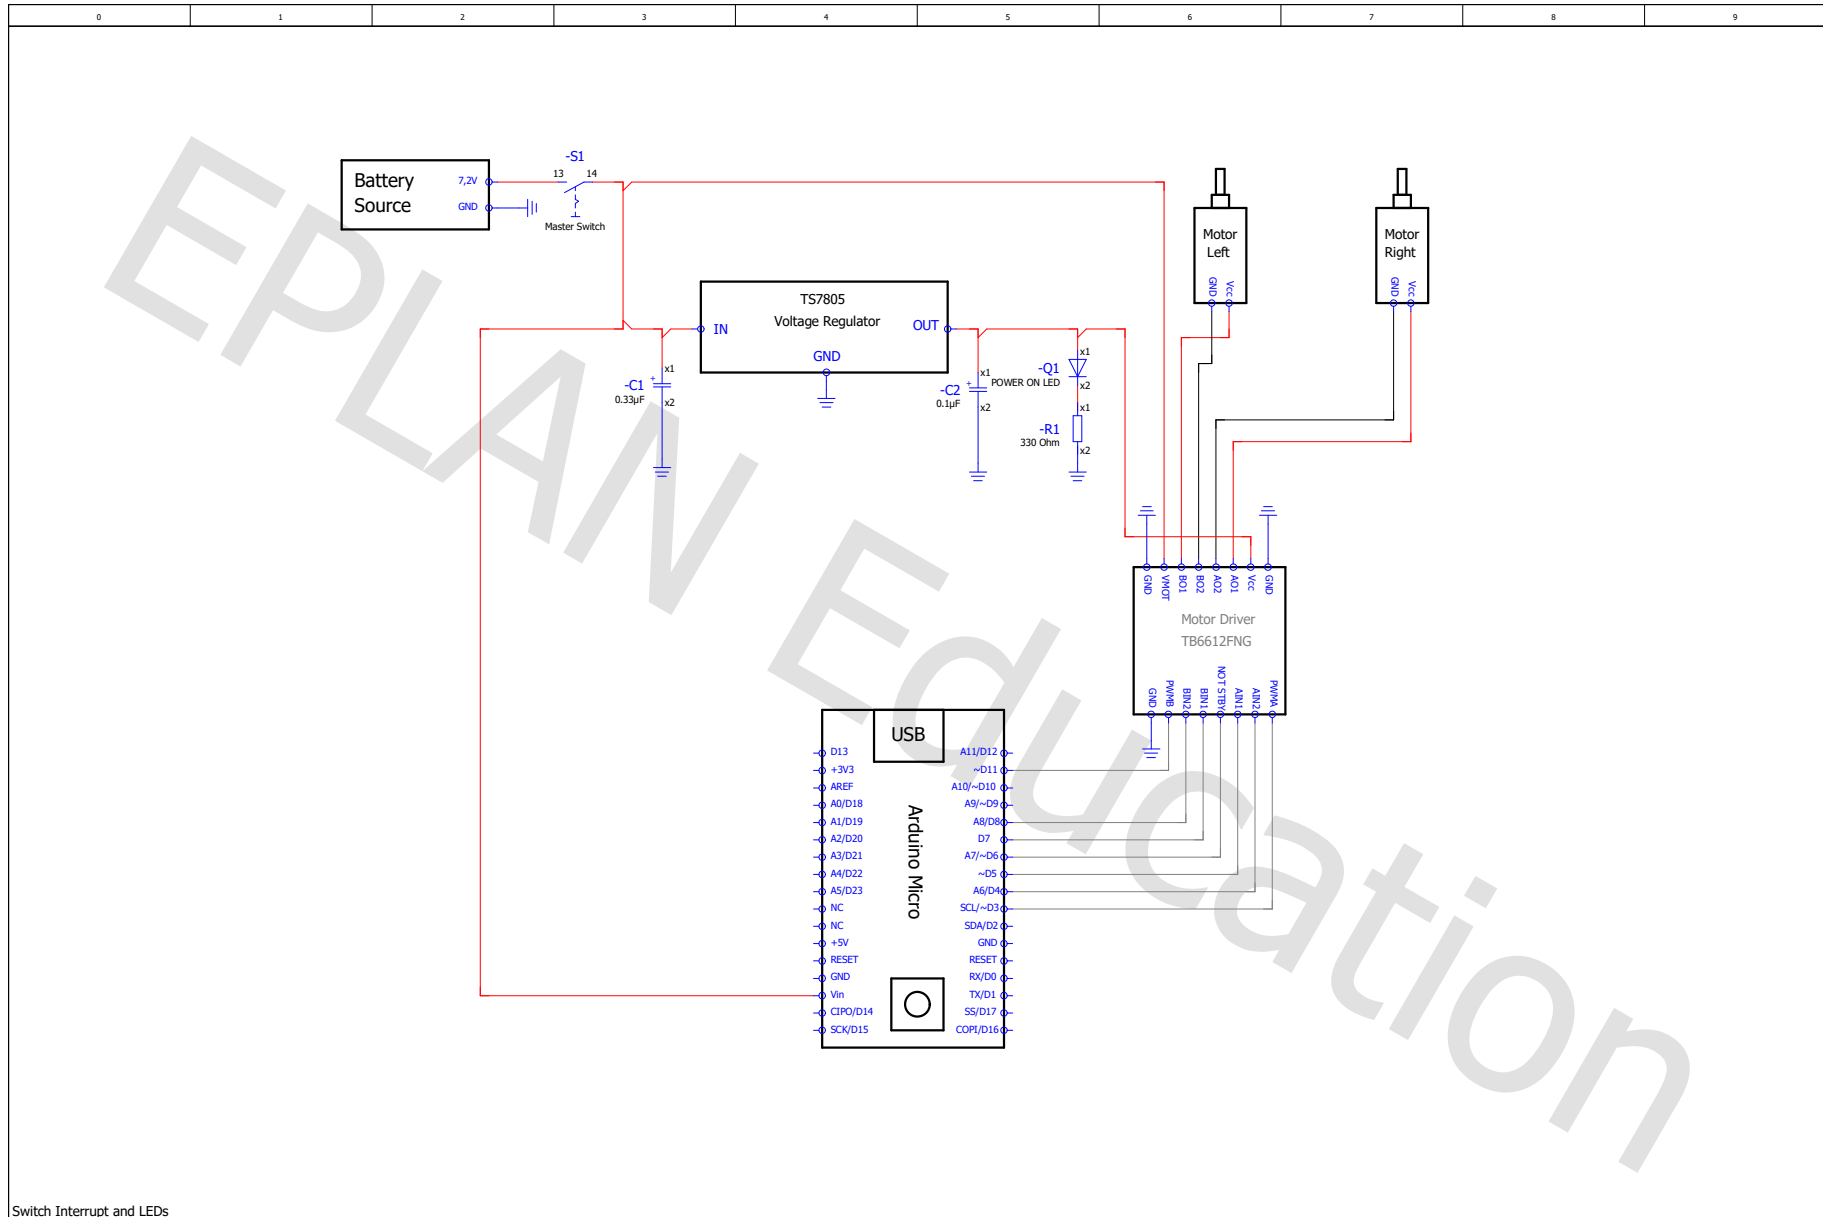 0 1 2 3 4 5 6 7 8 9
EPLAN Education
Battery
Source
7,2V
GND
-S1
13 14
Master Switch
TS7805
Voltage Regulator
IN
OUT
GND
-C1
0.33µF
+
x1
x2
-C2
0.1µF
+
x1
x2
-Q1
POWER ON LED
x1
x2
-R1
330 Ohm
x1
x2
Motor
Left
GND
Vcc
Motor
Right
GND
Vcc
GND
VMOT
BO1
BO2
AO2
AO1
Vcc
GND
Motor Driver
TB6612FNG
GND
PWMB
BIN2
BIN1
NOT STBY
AIN1
AIN2
PWMA
USB
Arduino Micro
D13
+3V3
AREF
A0/D18
A1/D19
A2/D20
A3/D21
A4/D22
A5/D23
NC
NC
+5V
RESET
GND
Vin
CIPO/D14
SCK/D15
A11/D12
~D11
A10/~D10
A9/~D9
A8/D8
D7
A7/~D6
~D5
A6/D4
SCL/~D3
SDA/D2
GND
RESET
RX/D0
TX/D1
SS/D17
COPI/D16
Switch Interrupt and LEDs